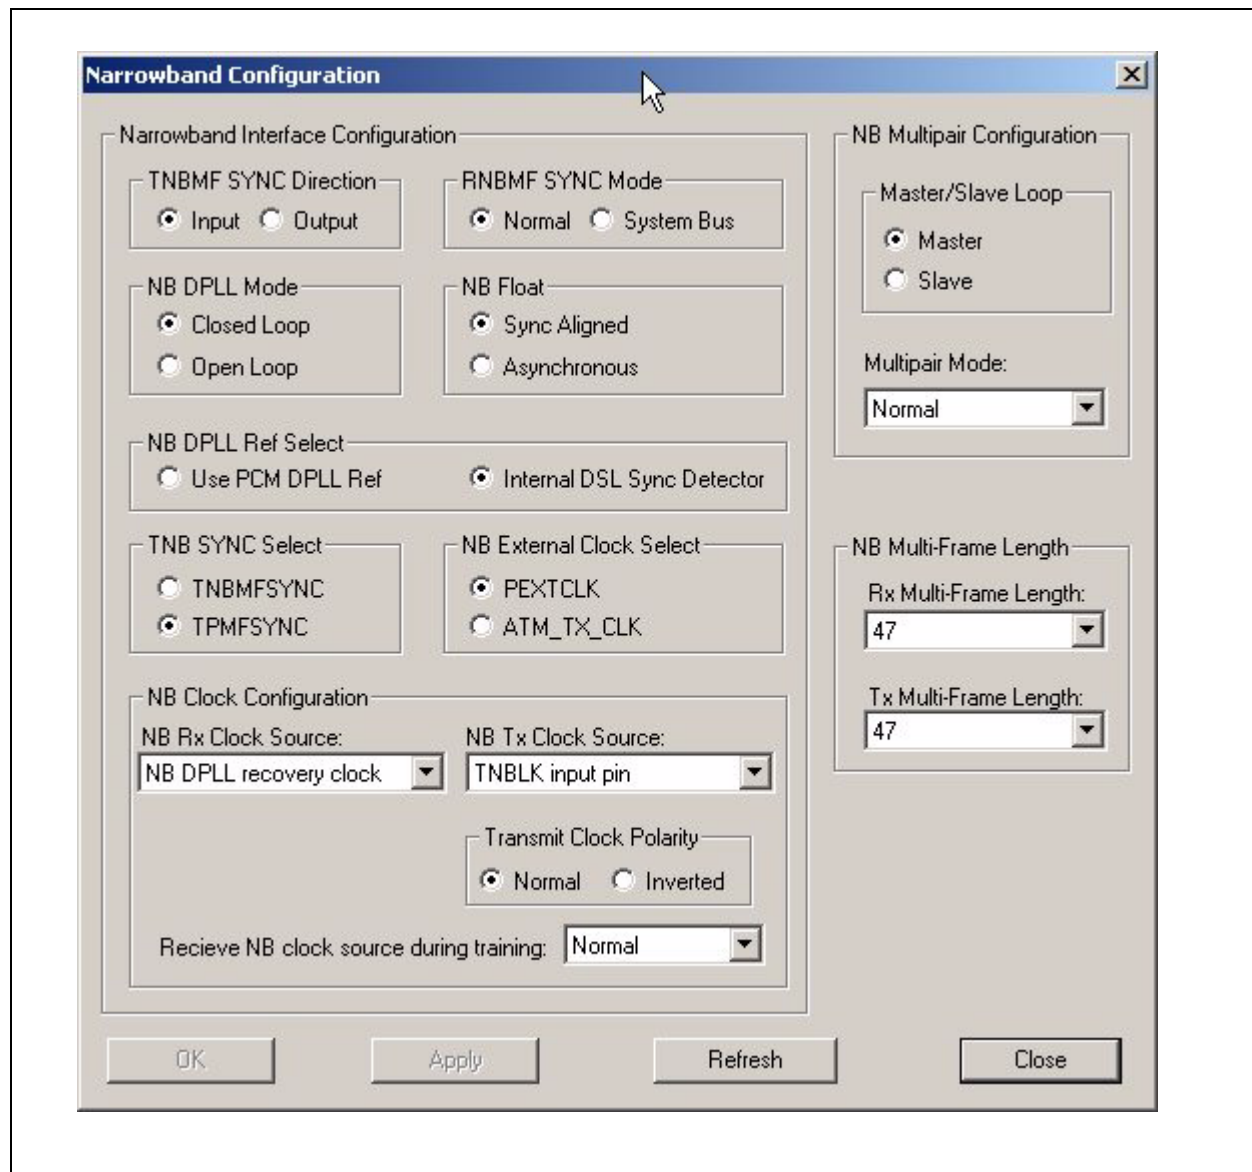 Narrowband Configuration
Narrowband Interface Configuration
TNBMF SYNC Direction
Input Output
RNBMF SYNC Mode
Normal System Bus
NB DPLL Mode
Closed Loop
Open Loop
NB Float
Sync Aligned
Asynchronous
NB DPLL Ref Select
Use PCM DPLL Ref Internal DSL Sync Detector
TNB SYNC Select
TNBMFSYNC
TPMFSYNC
NB External Clock Select
PEXTCLK
ATM_TX_CLK
NB Clock Configuration
NB Rx Clock Source:
NB DPLL recovery clock
NB Tx Clock Source:
TNBLK input pin
Transmit Clock Polarity
Normal Inverted
Recieve NB clock source during training: Normal
NB Multipair Configuration
Master/Slave Loop
Master
Slave
Multipair Mode:
Normal
NB Multi-Frame Length
Rx Multi-Frame Length:
47
Tx Multi-Frame Length:
47
OK Apply Refresh Close